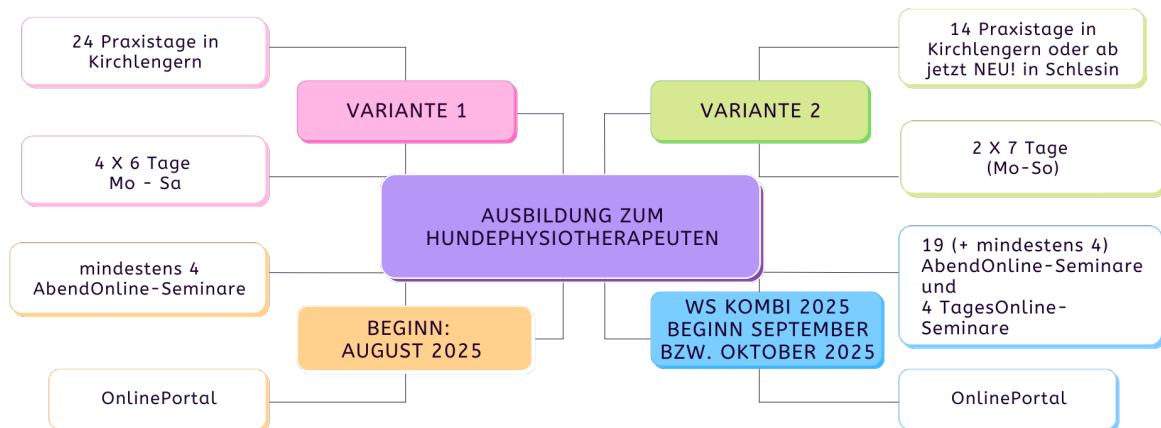 24 Praxistage in
Kirchlengern
VARIANTE 1
4 X 6 Tage
Mo - Sa
14 Praxistage in
Kirchlengern oder ab
jetzt NEU! in Schlesin
VARIANTE 2
2 X 7 Tage
(Mo-So)
AUSBILDUNG ZUM
HUNDEPHYSIOTHERAPEUTEN
mindestens 4
AbendOnline-Seminare
BEGINN:
AUGUST 2025
OnlinePortal
19 (+ mindestens 4)
AbendOnline-Seminare
und
4 TagesOnline-
Seminare
WS KOMBI 2025
BEGINN SEPTEMBER
BZW. OKTOBER 2025
OnlinePortal